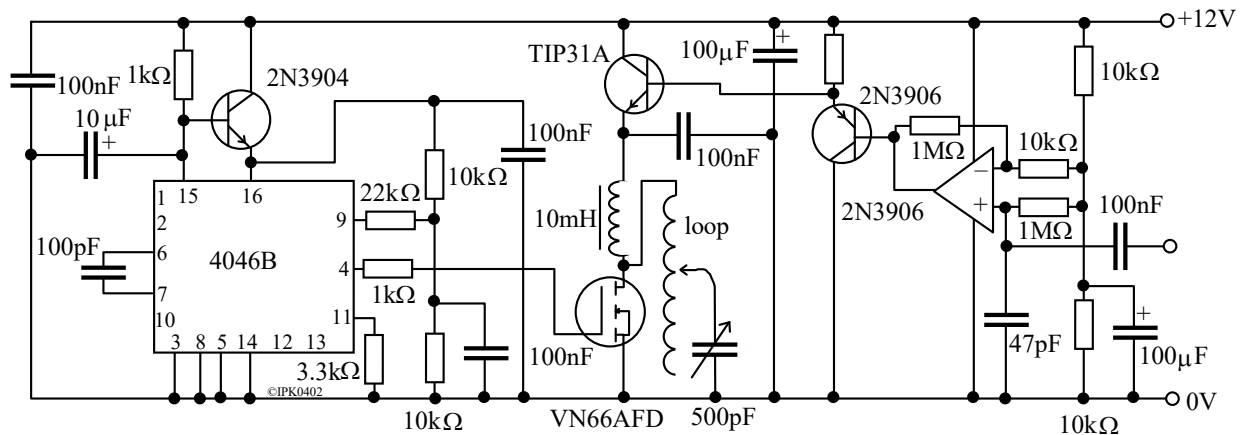 +12V
TIP31A
100μF
+
1kΩ
2N3904
100nF
10μF
+
2N3906
10kΩ
1MΩ
10kΩ
100nF
100nF
10kΩ
22kΩ
10mH
loop
2N3906
−
+
1MΩ
100nF
15
16
1
2
9
6
4046B
4
100pF
7
10
11
1kΩ
3
8
5
14
12
13
3.3kΩ
©IPK0402
100nF
47pF
+
100μF
10kΩ
VN66AFD
500pF
10kΩ
0V